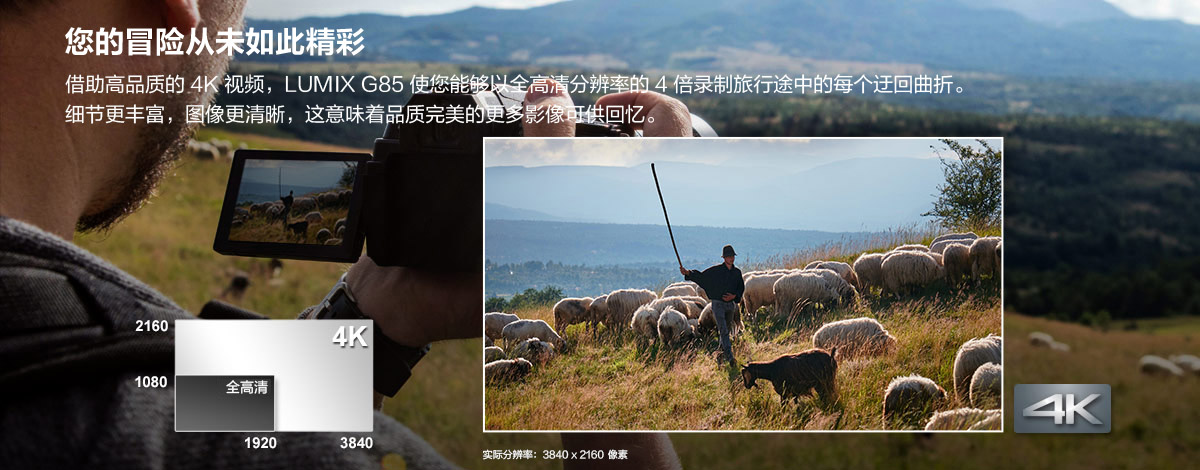 您的冒险从未如此精彩
借助高品质的 4K 视频，LUMIX G85 使您能够以全高清分辨率的 4 倍录制旅行途中的每个迂回曲折。
细节更丰富，图像更清晰，这意味着品质完美的更多影像可供回忆。
2160
4K
1080
全高清
1920
3840
4K
实际分辨率：3840 x 2160 像素